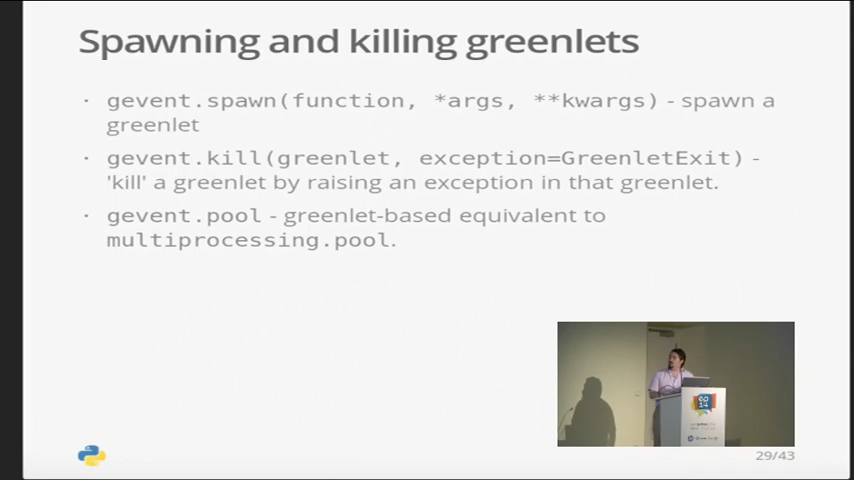 Spawning and killing greenlets
· gevent.spawn(function, *args, **kwargs) - spawn a
greenlet
· gevent.kill(greenlet, exception=GreenletExit) -
'kill' a greenlet by raising an exception in that greenlet.
· gevent.pool - greenlet-based equivalent to
multiprocessing.pool.
29/43